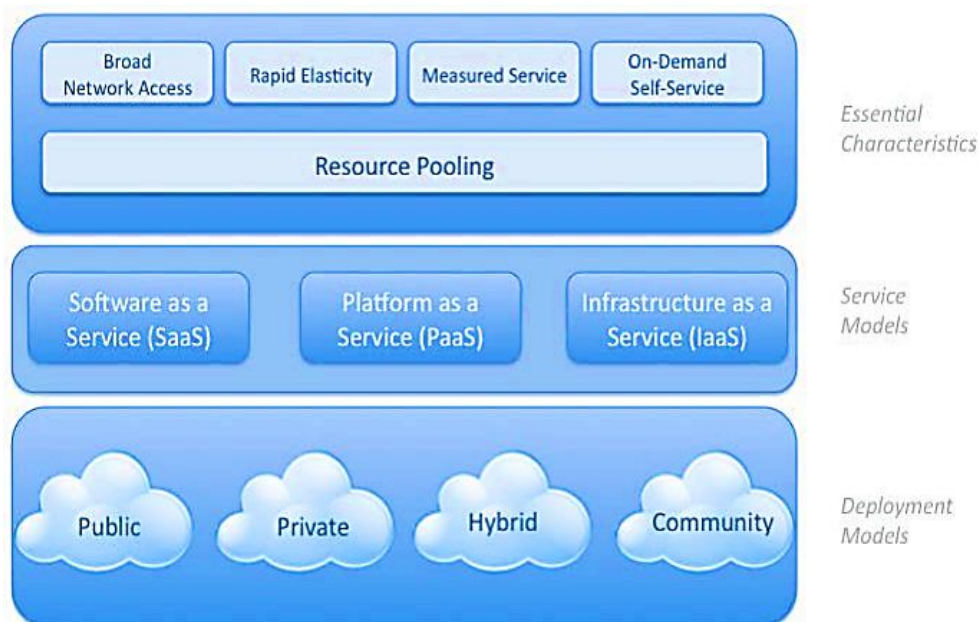 Broad
Network Access
Rapid Elasticity
Measured Service
On-Demand
Self-Service
Resource Pooling
Essential
Characteristics
Software as a
Service (SaaS)
Platform as a
Service (PaaS)
Infrastructure as a
Service (IaaS)
Service
Models
Public
Private
Hybrid
Community
Deployment
Models